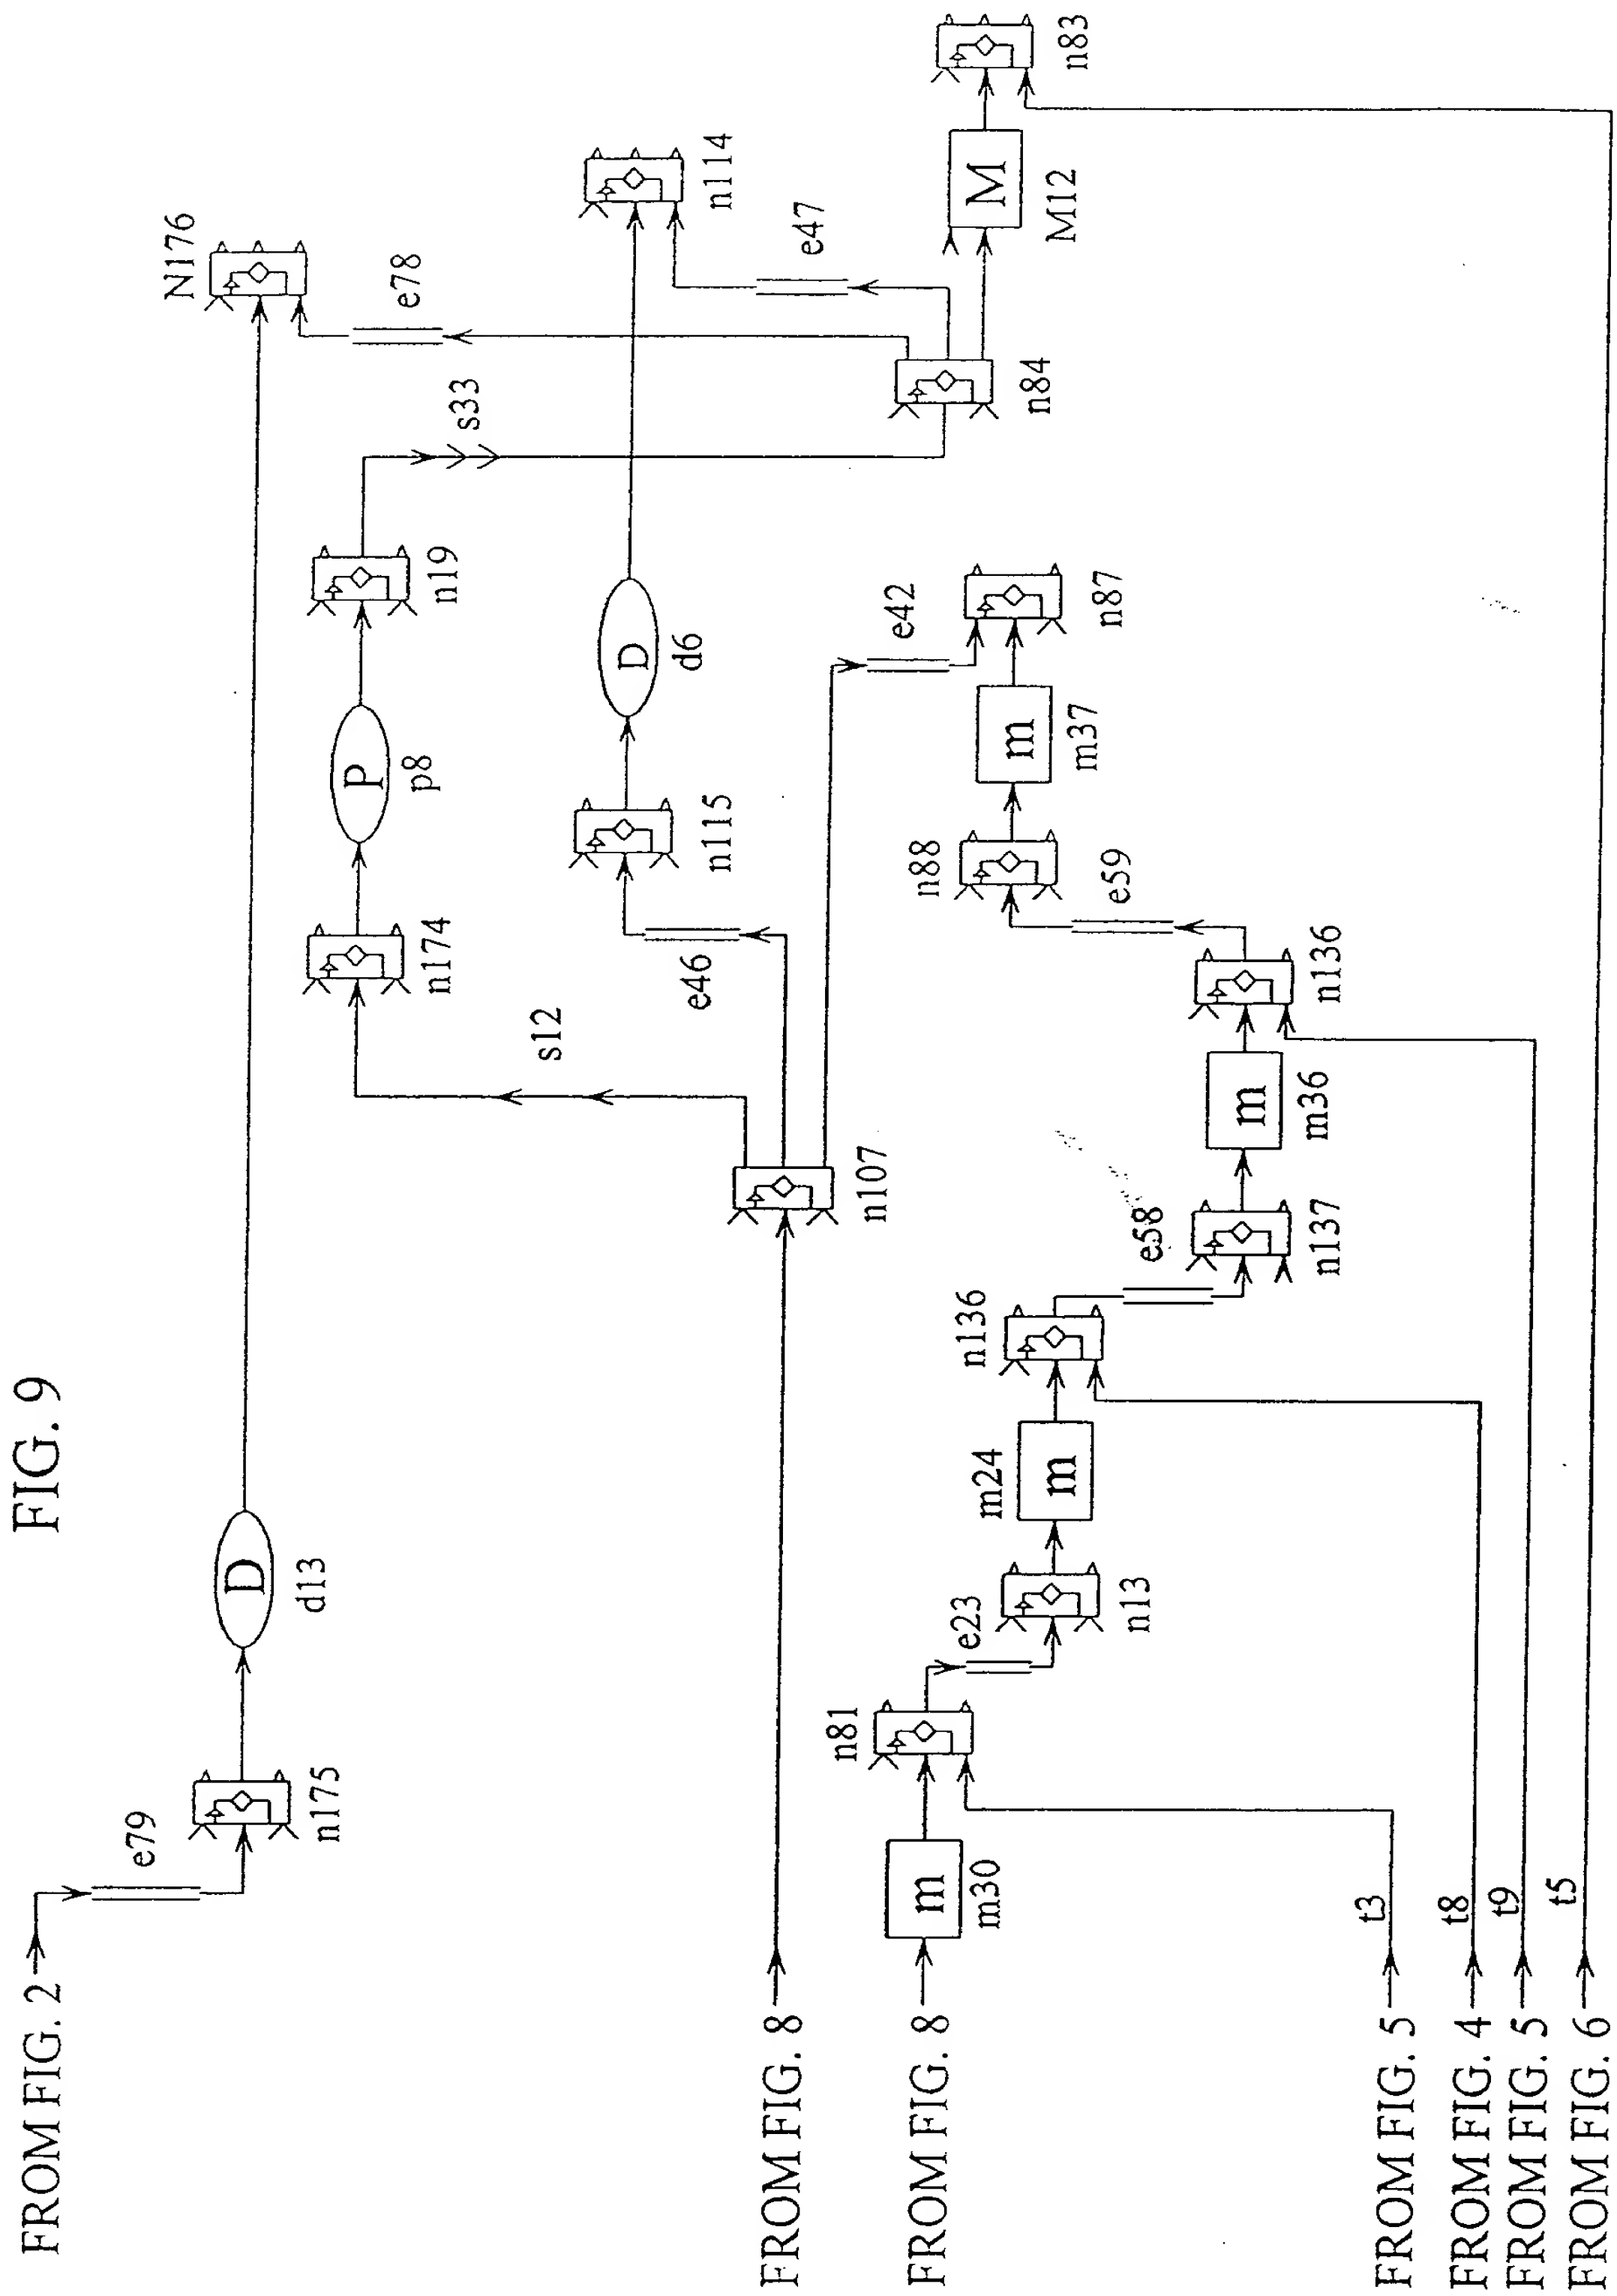 FIG. 9
FROM FIG. 2
e79
n175
D
d13
N176
e78
n174
P
p8
n19
s33
s12
n115
D
d6
n114
e46
e47
FROM FIG. 8
n107
n84
M
M12
n83
e42
FROM FIG. 8
m
m30
n81
e23
n13
m
m24
n136
e58
n137
m
m36
n136
e59
n88
m
m37
n87
FROM FIG. 5
t3
FROM FIG. 4
t8
FROM FIG. 5
t9
FROM FIG. 6
t5